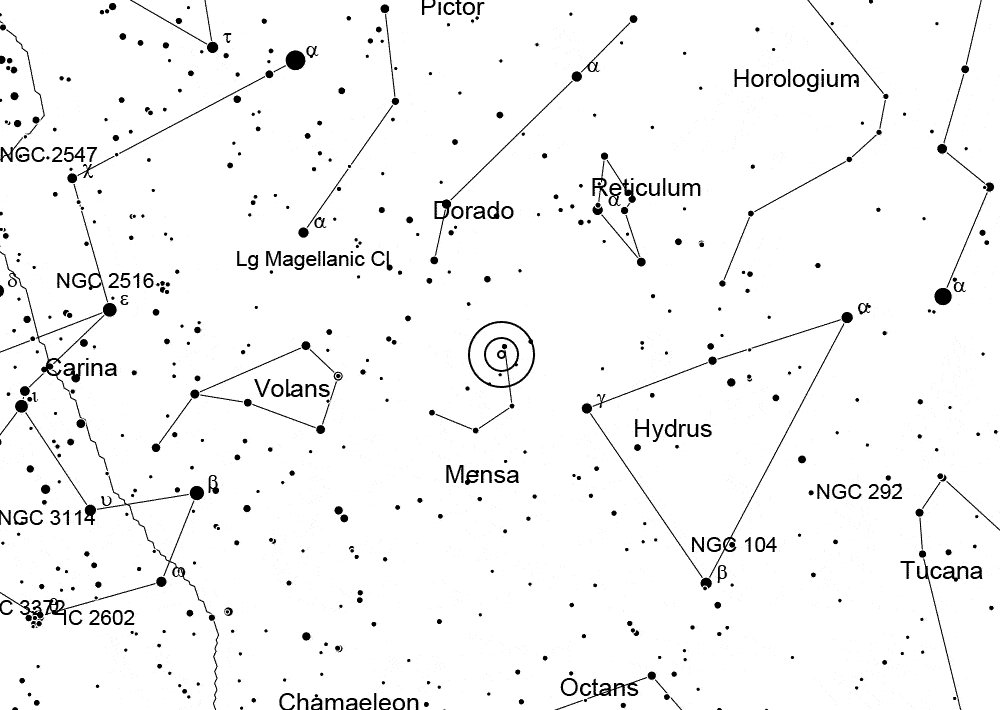 Pictor
τ
α
α
Horologium
NGC 2547
χ
Reticulum
α
Dorado
α
Lg Magellanic Cl
δ
NGC 2516
ε
α
α
Carina
Volans
ι
γ
Hydrus
Mensa
β
υ
NGC 292
NGC 3114
NGC 104
ω
β
Tucana
C 3372
θ
IC 2602
Octans
Chamaeleon